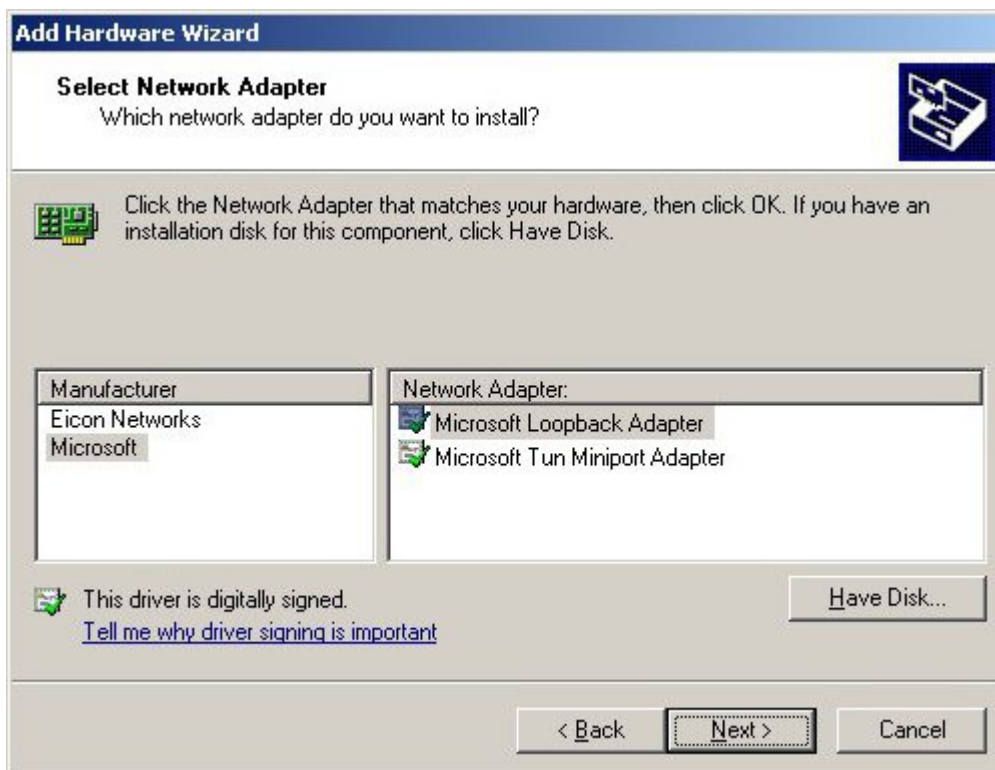 Add Hardware Wizard
Select Network Adapter
Which network adapter do you want to install?
Click the Network Adapter that matches your hardware, then click OK. If you have an
installation disk for this component, click Have Disk.
Manufacturer
Eicon Networks
Microsoft
Network Adapter:
Microsoft Loopback Adapter
Microsoft Tun Miniport Adapter
This driver is digitally signed.
Tell me why driver signing is important
Have Disk...
< Back
Next >
Cancel